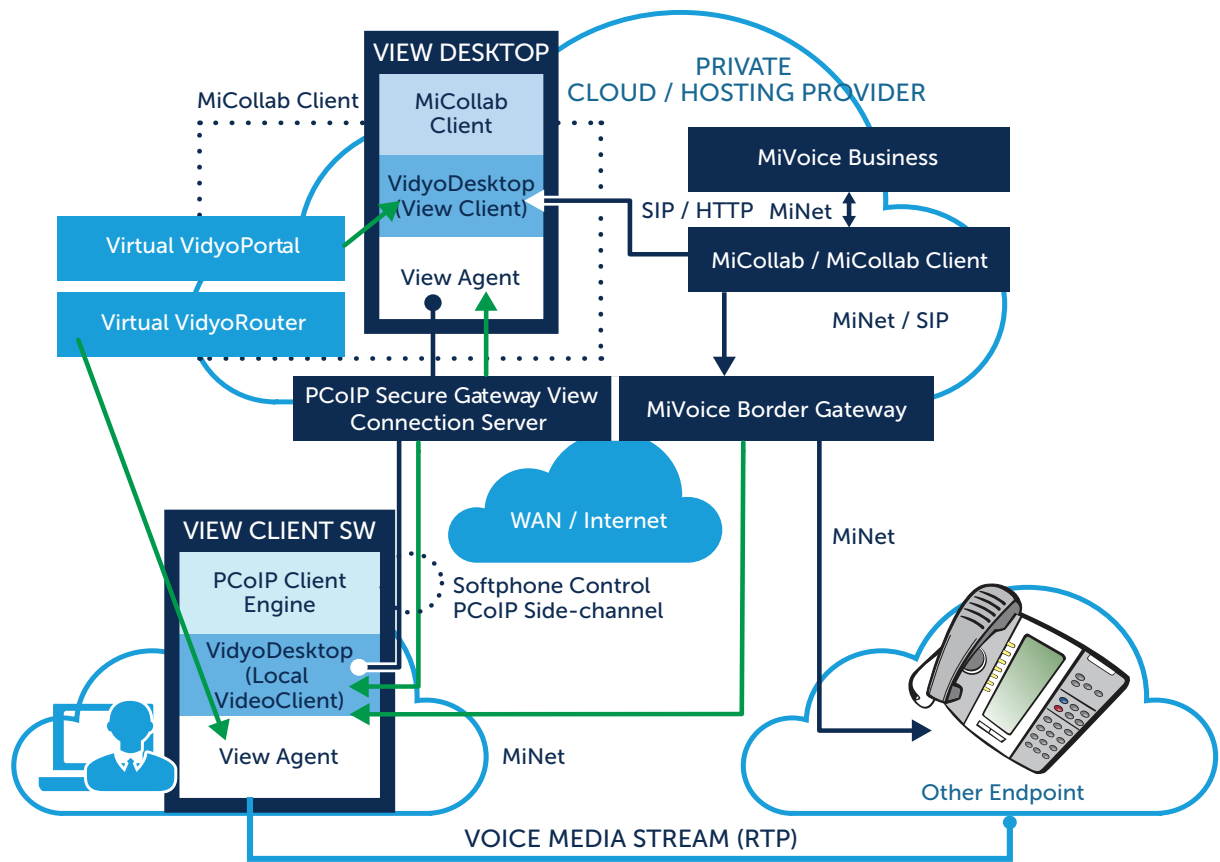 VIEW DESKTOP
PRIVATE
CLOUD / HOSTING PROVIDER
MiCollab Client
MiCollab
Client
MiVoice Business
VidyoDesktop
(View Client)
SIP / HTTP
MiNet
Virtual VidyoPortal
MiCollab / MiCollab Client
View Agent
Virtual VidyoRouter
MiNet / SIP
PCoIP Secure Gateway View
Connection Server
MiVoice Border Gateway
WAN / Internet
VIEW CLIENT SW
MiNet
PCoIP Client
Engine
Softphone Control
PCoIP Side-channel
VidyoDesktop
(Local
VideoClient)
View Agent
MiNet
Other Endpoint
VOICE MEDIA STREAM (RTP)